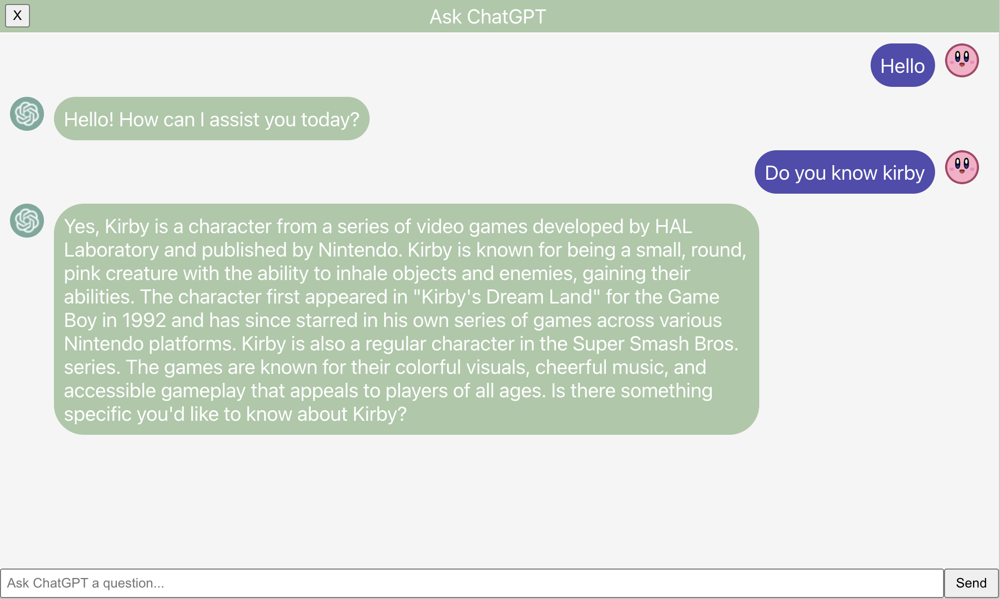 X
Ask ChatGPT
Hello
Hello! How can I assist you today?
Do you know kirby
Yes, Kirby is a character from a series of video games developed by HAL
Laboratory and published by Nintendo. Kirby is known for being a small, round,
pink creature with the ability to inhale objects and enemies, gaining their
abilities. The character first appeared in "Kirby's Dream Land" for the Game
Boy in 1992 and has since starred in his own series of games across various
Nintendo platforms. Kirby is also a regular character in the Super Smash Bros.
series. The games are known for their colorful visuals, cheerful music, and
accessible gameplay that appeals to players of all ages. Is there something
specific you'd like to know about Kirby?
Ask ChatGPT a question...
Send